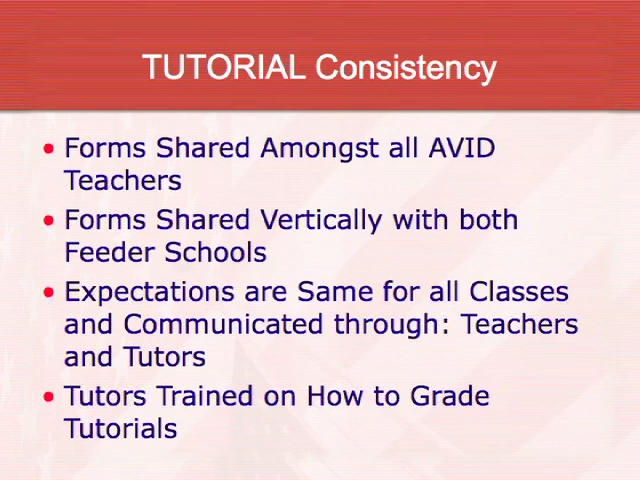 TUTORIAL Consistency
• Forms Shared Amongst all AVID
Teachers
• Forms Shared Vertically with both
Feeder Schools
• Expectations are Same for all Classes
and Communicated through: Teachers
and Tutors
• Tutors Trained on How to Grade
Tutorials